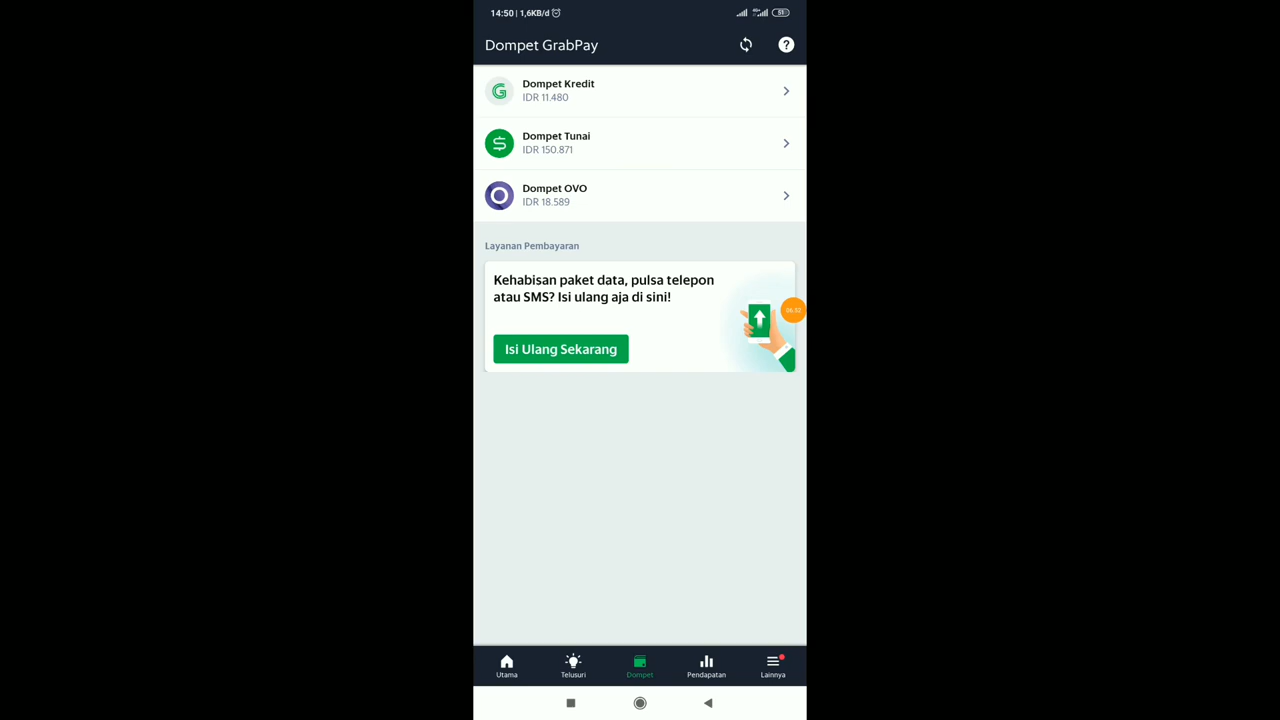 14:50 | 1,6KB/d
4G+
51
Dompet GrabPay
?
Dompet Kredit
IDR 11.480
Dompet Tunai
IDR 150.871
Dompet OVO
IDR 18.589
Layanan Pembayaran
Kehabisan paket data, pulsa telepon
atau SMS? Isi ulang aja di sini!
Isi Ulang Sekarang
Utama
Telusuri
Dompet
Pendapatan
Lainnya